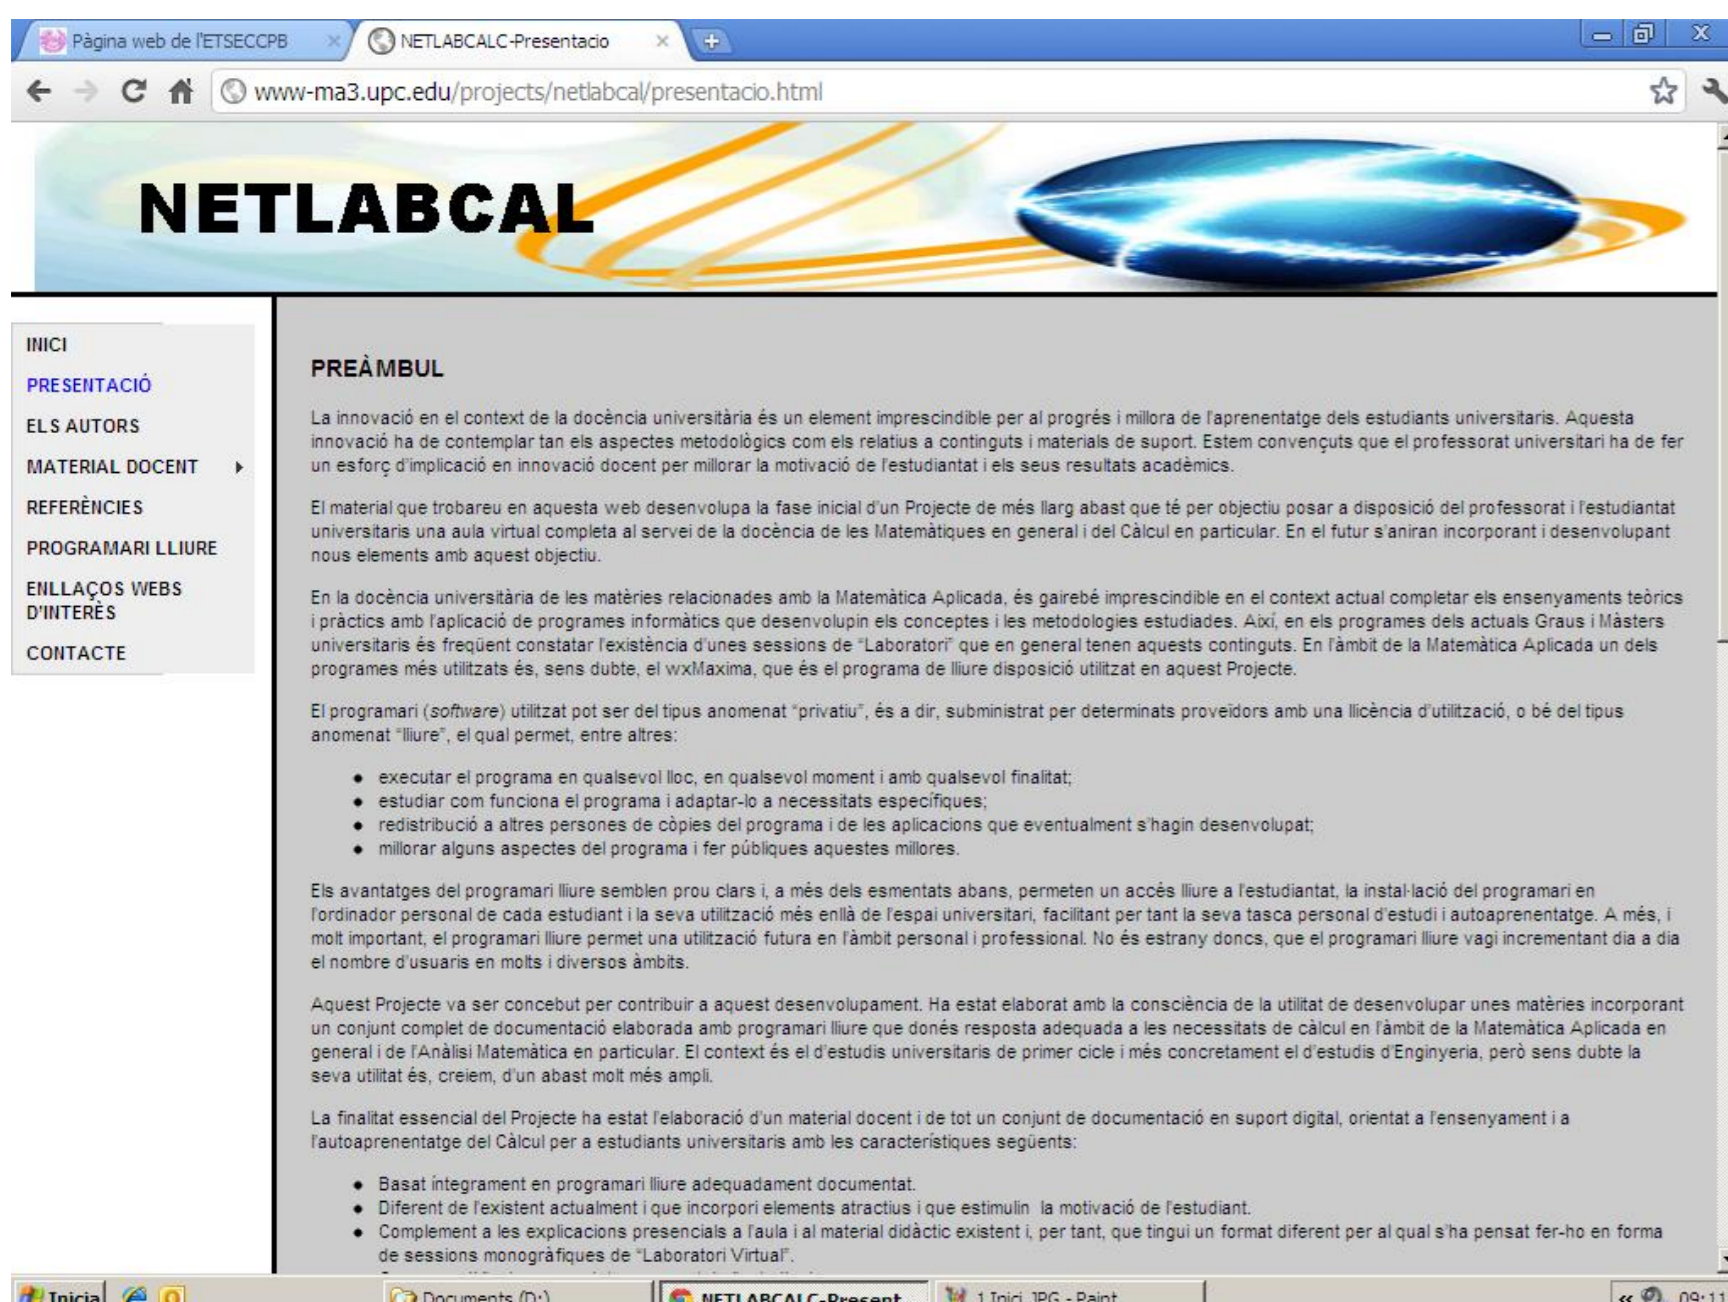 Pàgina web de l'ETSECCPB
NETLABCALC-Presentacio
www-ma3.upc.edu/projects/netlabcal/presentacio.html
NETLABCAL
INICI
PRESENTACIÓ
ELS AUTORS
MATERIAL DOCENT
REFERÈNCIES
PROGRAMARI LLIURE
ENLLAÇOS WEBS
D'INTERÈS
CONTACTE
PREÀMBUL
La innovació en el context de la docència universitària és un element imprescindible per al progrés i millora de l'aprenentatge dels estudiants universitaris. Aquesta
innovació ha de contemplar tan els aspectes metodològics com els relatius a continguts i materials de suport. Estem convençuts que el professorat universitari ha de fer
un esforç d'implicació en innovació docent per millorar la motivació de l'estudiantat i els seus resultats acadèmics.
El material que trobareu en aquesta web desenvolupa la fase inicial d'un Projecte de més llarg abast que té per objectiu posar a disposició del professorat i l'estudiantat
universitaris una aula virtual completa al servei de la docència de les Matemàtiques en general i del Càlcul en particular. En el futur s'aniran incorporant i desenvolupant
nous elements amb aquest objectiu.
En la docència universitària de les matèries relacionades amb la Matemàtica Aplicada, és gairebé imprescindible en el context actual completar els ensenyaments teòrics
i pràctics amb l'aplicació de programes informàtics que desenvolupin els conceptes i les metodologies estudiades. Així, en els programes dels actuals Graus i Màsters
universitaris és freqüent constatar l'existència d'unes sessions de “Laboratori” que en general tenen aquests continguts. En l'àmbit de la Matemàtica Aplicada un dels
programes més utilitzats és, sens dubte, el wxMaxima, que és el programa de lliure disposició utilitzat en aquest Projecte.
El programari (software) utilitzat pot ser del tipus anomenat “privatiu”, és a dir, subministrat per determinats proveïdors amb una llicència d'utilització, o bé del tipus
anomenat “lliure”, el qual permet, entre altres:
• executar el programa en qualsevol lloc, en qualsevol moment i amb qualsevol finalitat;
• estudiar com funciona el programa i adaptar-lo a necessitats específiques;
• redistribució a altres persones de còpies del programa i de les aplicacions que eventualment s'hagin desenvolupat;
• millorar alguns aspectes del programa i fer públiques aquestes millores.
Els avantatges del programari lliure semblen prou clars i, a més dels esmentats abans, permeten un accés lliure a l'estudiantat, la instal·lació del programari en
l'ordinador personal de cada estudiant i la seva utilització més enllà de l'espai universitari, facilitant per tant la seva tasca personal d'estudi i autoaprenentatge. A més, i
molt important, el programari lliure permet una utilització futura en l'àmbit personal i professional. No és estrany doncs, que el programari lliure vagi incrementant dia a dia
el nombre d'usuaris en molts i diversos àmbits.
Aquest Projecte va ser concebut per contribuir a aquest desenvolupament. Ha estat elaborat amb la consciència de la utilitat de desenvolupar unes matèries incorporant
un conjunt complet de documentació elaborada amb programari lliure que donés resposta adequada a les necessitats de càlcul en l'àmbit de la Matemàtica Aplicada en
general i de l'Anàlisi Matemàtica en particular. El context és el d'estudis universitaris de primer cicle i més concretament el d'estudis d'Enginyeria, però sens dubte la
seva utilitat és, creiem, d'un abast molt més ampli.
La finalitat essencial del Projecte ha estat l'elaboració d'un material docent i de tot un conjunt de documentació en suport digital, orientat a l'ensenyament i a
l'autoaprenentatge del Càlcul per a estudiants universitaris amb les característiques següents:
• Basat íntegrament en programari lliure adequadament documentat.
• Diferent de l'existent actualment i que incorpori elements atractius i que estimulin la motivació de l'estudiant.
• Complement a les explicacions presencials a l'aula i al material didàctic existent i, per tant, que tingui un format diferent per al qual s'ha pensat fer-ho en forma
de sessions monogràfiques de “Laboratori Virtual”.
Inicia
Documents (D:)
NETLABCALC-Present...
1 Inici.JPG - Paint
09:11